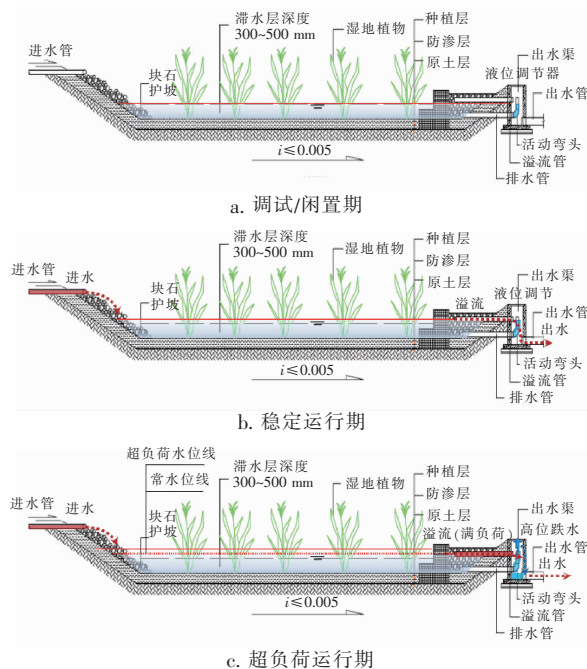 进水管
块石
护坡
滞水层深度
300~500 mm
湿地植物
种植层
防渗层
原土层
液位调节器
出水渠
出水管
活动弯头
溢流管
排水管
i≤0.005
a. 调试/闲置期
进水管
进水
块石
护坡
滞水层深度
300~500 mm
湿地植物
种植层
防渗层
原土层
溢流
液位调节
出水渠
出水管
出水
活动弯头
溢流管
排水管
i≤0.005
b. 稳定运行期
超负荷水位线
常水位线
进水管
进水
块石
护坡
滞水层深度
300~500 mm
湿地植物
种植层
防渗层
原土层
溢流(满负荷)
出水渠
高位跌水
出水管
出水
活动弯头
溢流管
排水管
i≤0.005
c. 超负荷运行期